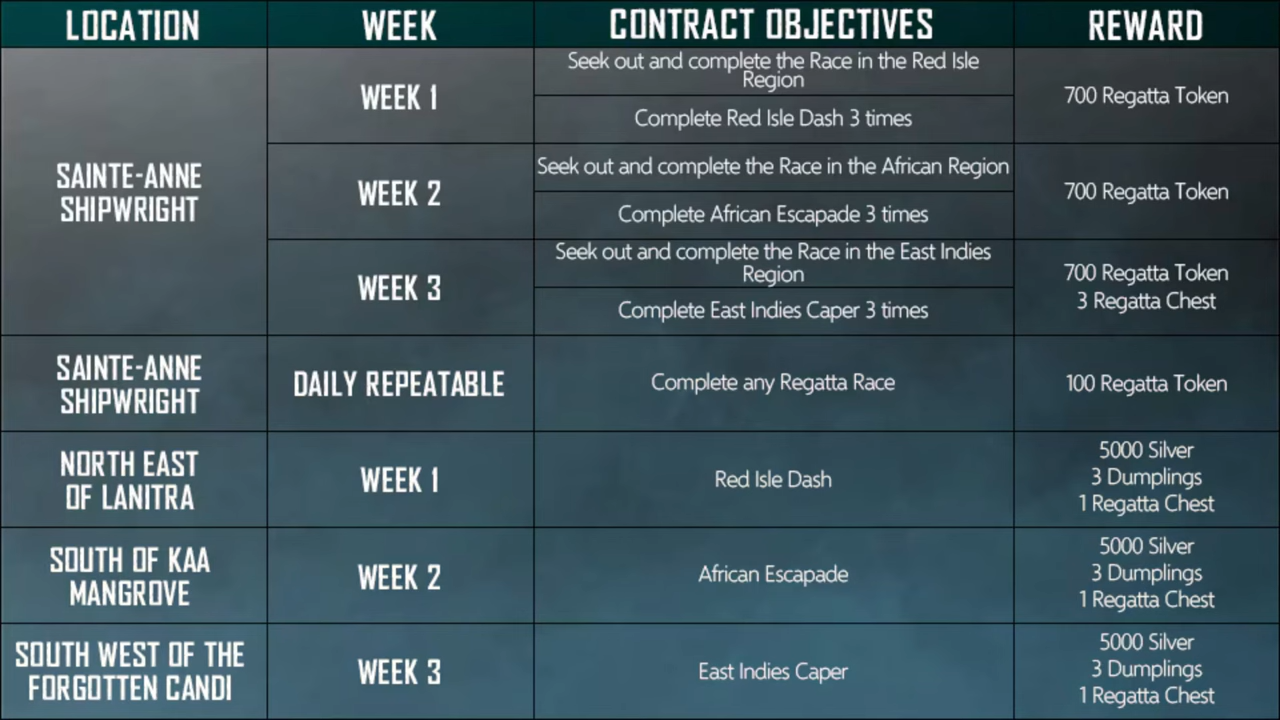 LOCATION
WEEK
CONTRACT OBJECTIVES
REWARD
SAINTE-ANNE
SHIPWRIGHT
WEEK 1
Seek out and complete the Race in the Red Isle
Region
Complete Red Isle Dash 3 times
700 Regatta Token
WEEK 2
Seek out and complete the Race in the African Region
Complete African Escapade 3 times
700 Regatta Token
WEEK 3
Seek out and complete the Race in the East Indies
Region
Complete East Indies Caper 3 times
700 Regatta Token
3 Regatta Chest
SAINTE-ANNE
SHIPWRIGHT
DAILY REPEATABLE
Complete any Regatta Race
100 Regatta Token
NORTH EAST
OF LANITRA
WEEK 1
Red Isle Dash
5000 Silver
3 Dumplings
1 Regatta Chest
SOUTH OF KAA
MANGROVE
WEEK 2
African Escapade
5000 Silver
3 Dumplings
1 Regatta Chest
SOUTH WEST OF THE
FORGOTTEN CANDI
WEEK 3
East Indies Caper
5000 Silver
3 Dumplings
1 Regatta Chest